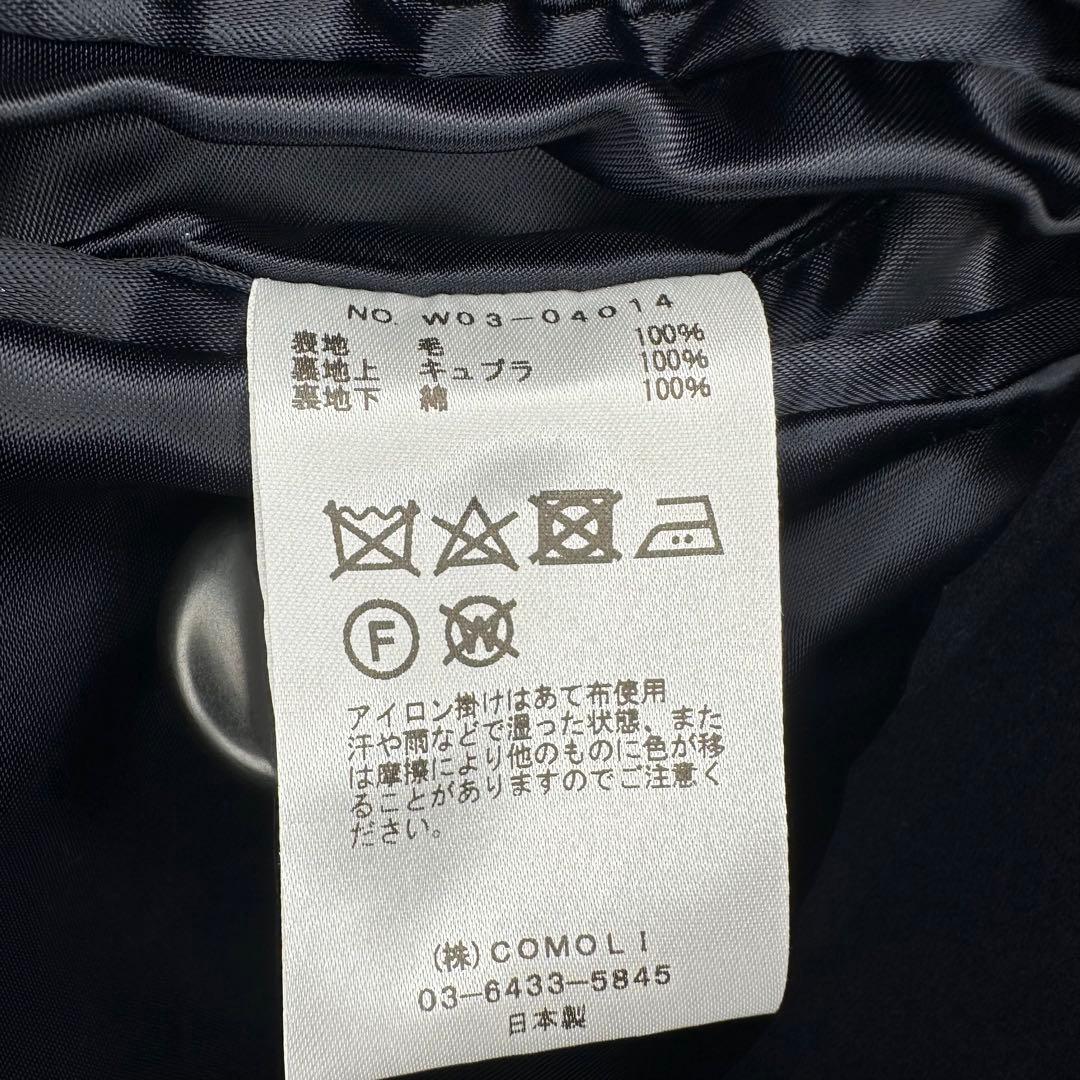 NO. W03-04014
表地 毛 100%
裏地上 キュプラ 100%
裏地下 綿 100%
F
W
アイロン掛けはあて布使用
汗や雨などで湿った状態、また
は摩擦により他のものに色が移
ることがありますのでご注意く
ださい。
(株)COMOLI
03-6433-5845
日本製